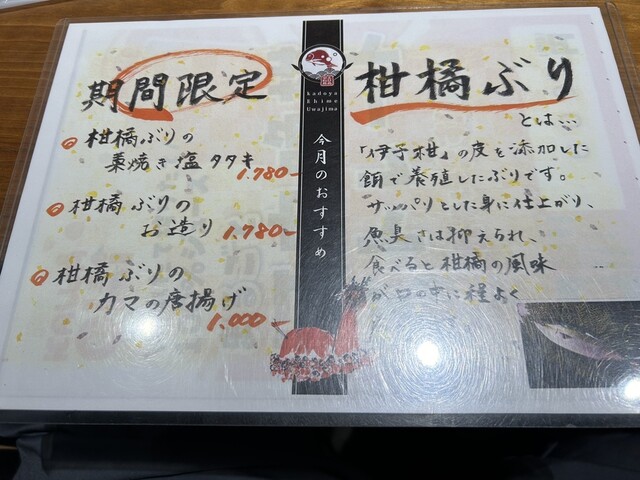 期間限定
柑橘ぶりの
藁焼き塩タタキ
1.780-
柑橘ぶりの
お造り 1.780-
柑橘ぶりの
カマの唐揚げ
1.000-
kadoya
Ehime
Uwajima
今月のおすすめ
柑橘ぶり
とは…
「伊予柑」の皮を添加した
餌で養殖したぶりです。
サッパリとした身に仕上がり、
魚臭さは抑えられ、
食べると柑橘の風味
が口の中に程よく